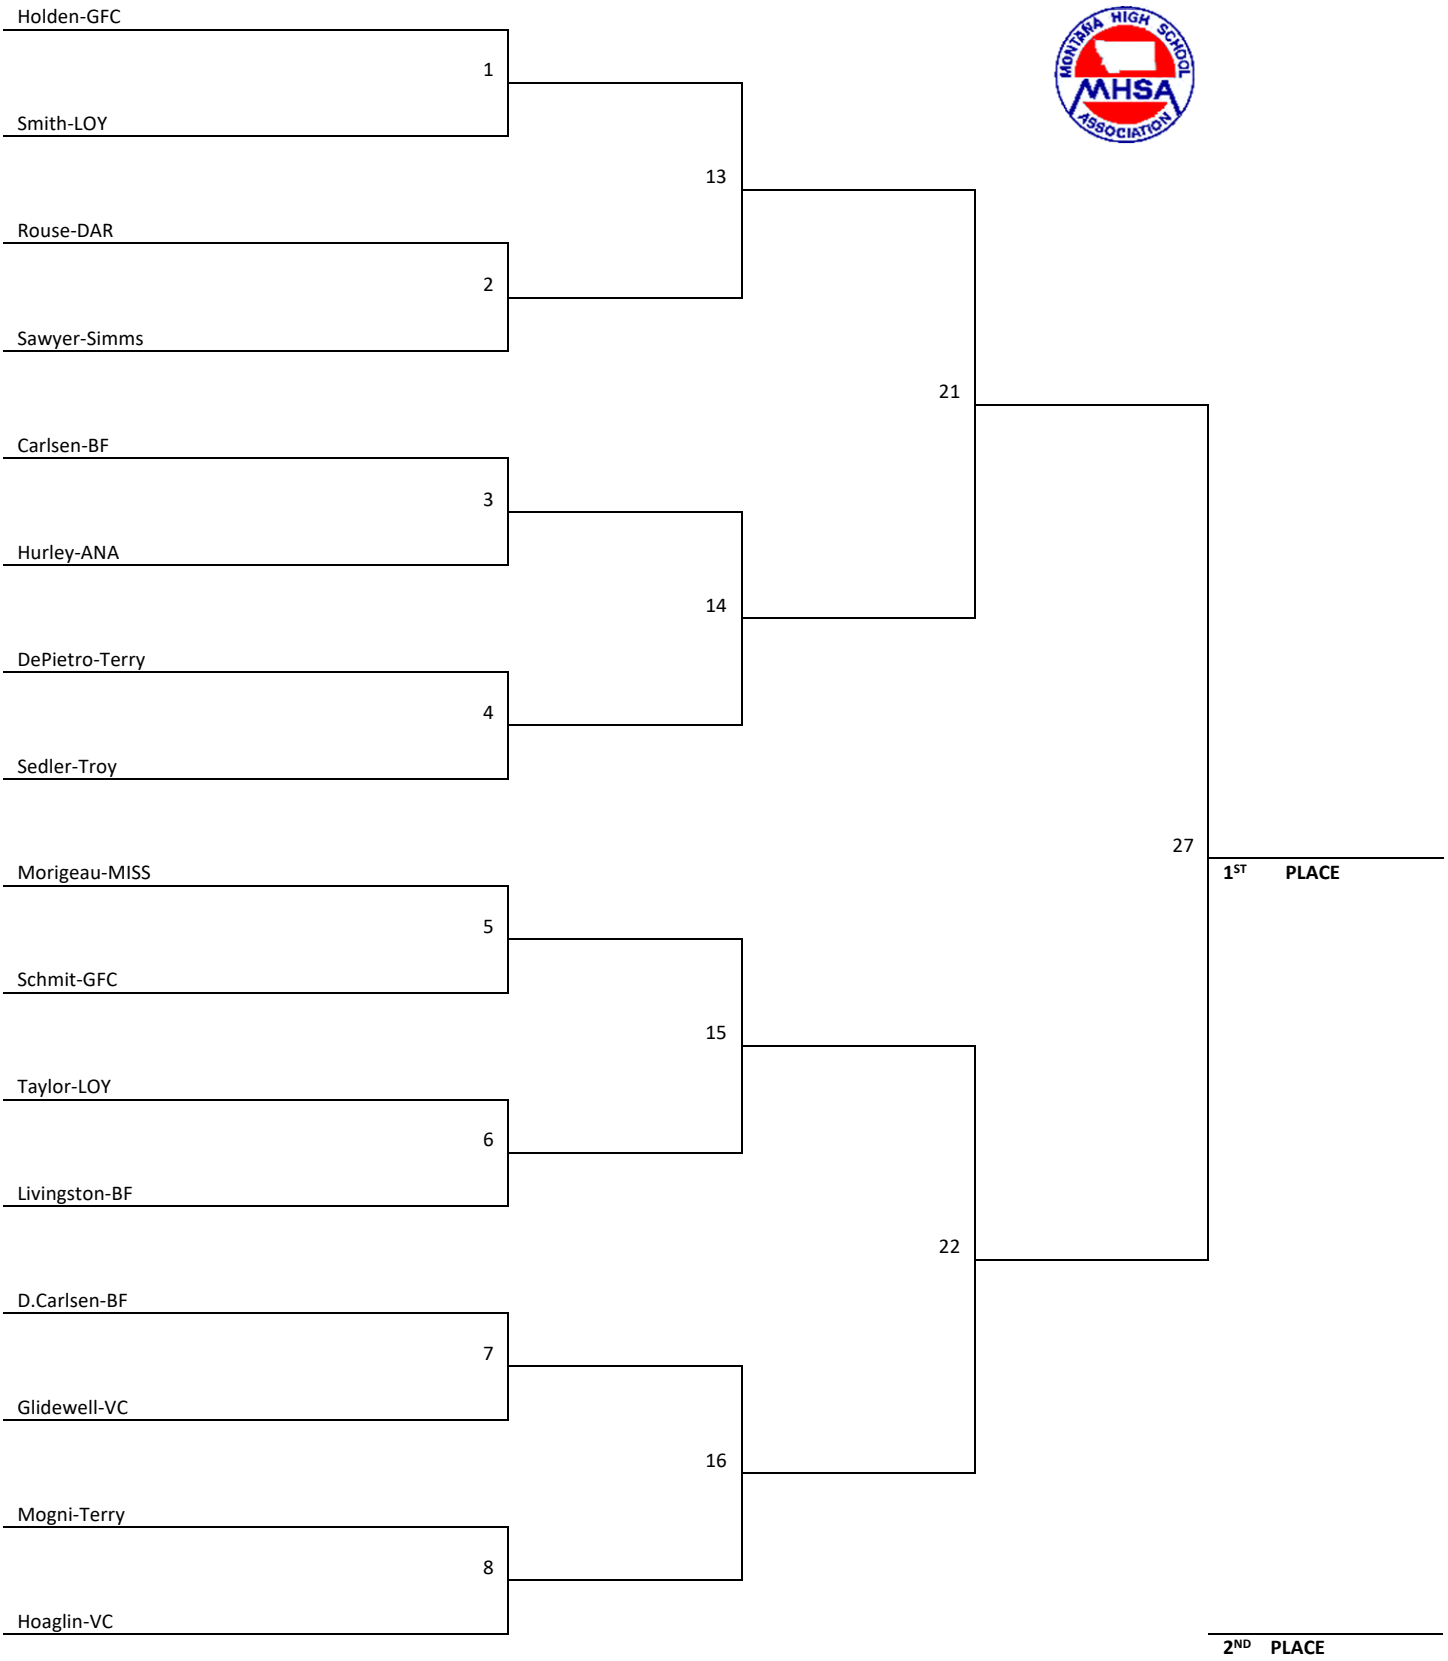 Holden-GFC
MONTANA HIGH SCHOOL
MHSA
ASSOCIATION
1
Smith-LOY
13
Rouse-DAR
2
Sawyer-Simms
21
Carlsen-BF
3
Hurley-ANA
14
DePietro-Terry
4
Sedler-Troy
27
Morigeau-MISS
1ST PLACE
5
Schmit-GFC
15
Taylor-LOY
6
Livingston-BF
22
D.Carlsen-BF
7
Glidewell-VC
16
Mogni-Terry
8
Hoaglin-VC
2ND PLACE